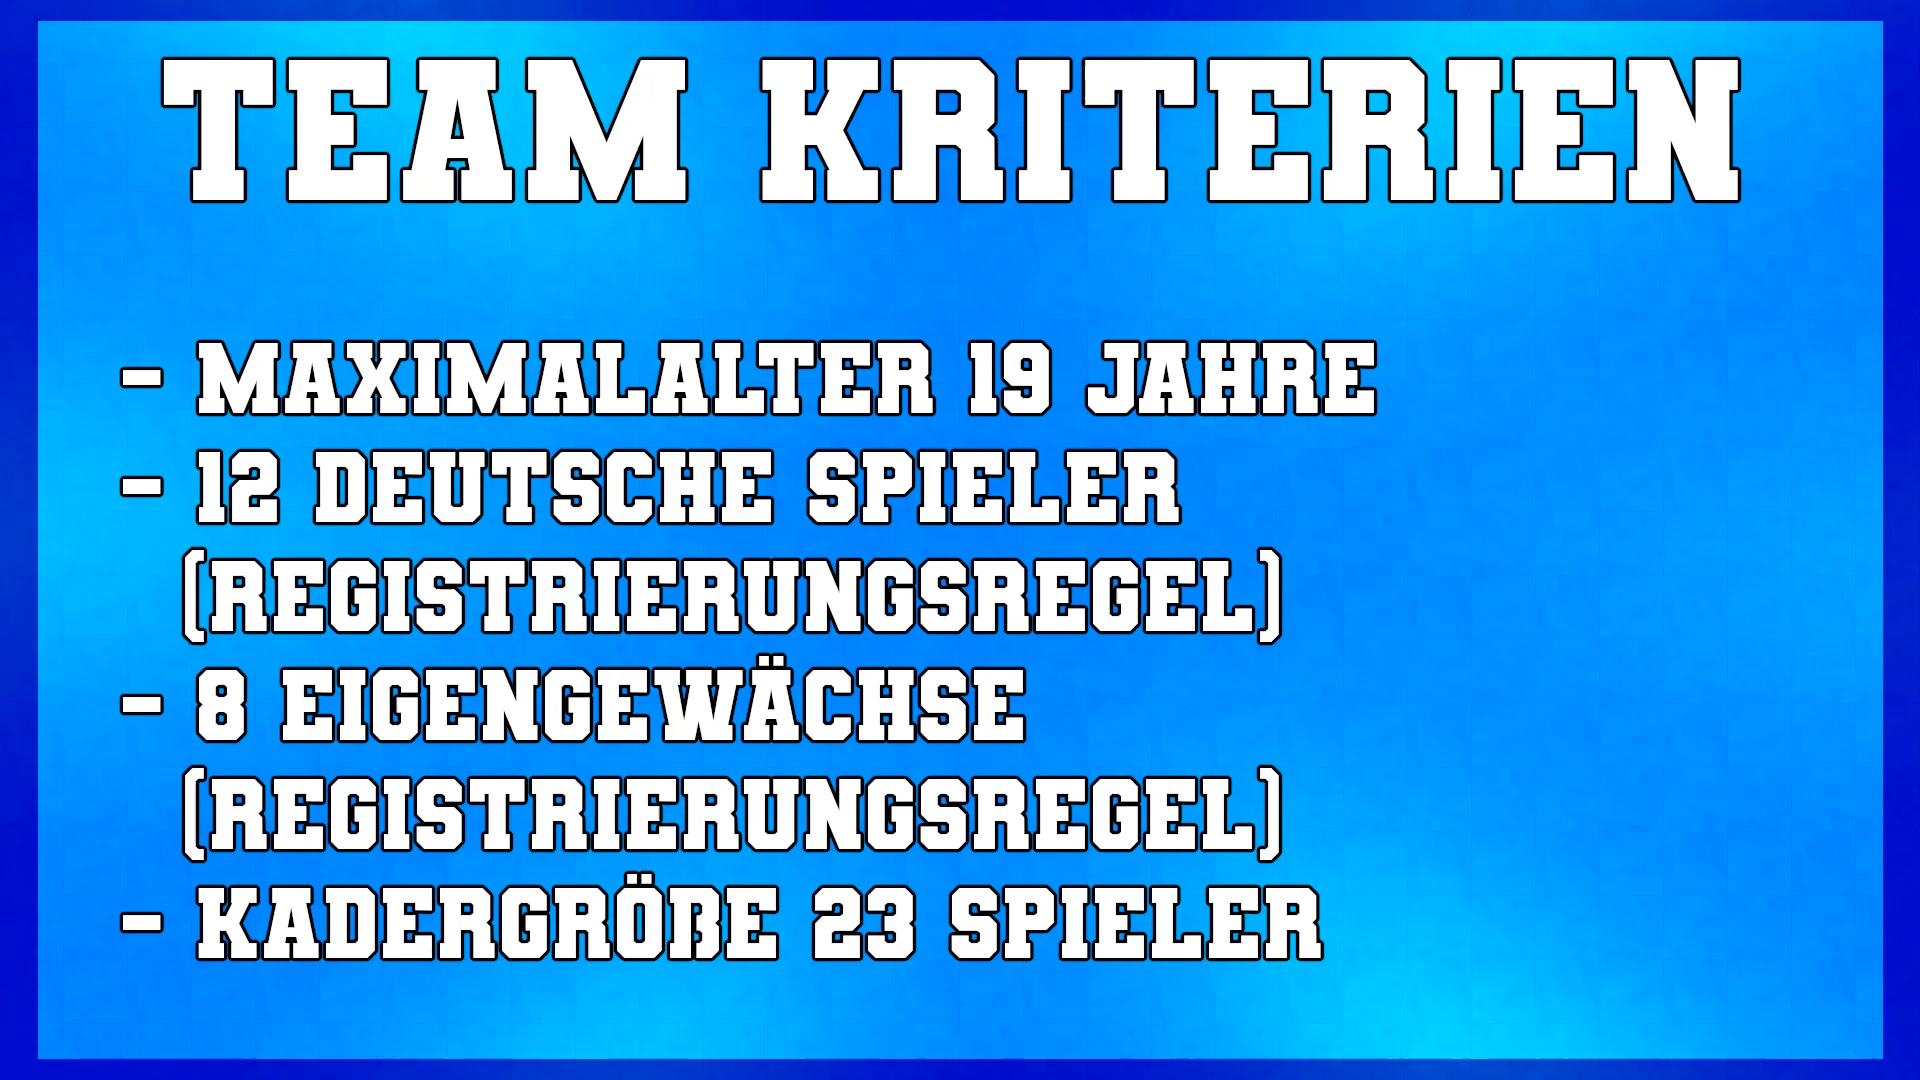 TEAM KRITERIEN
- MAXIMALALTER 19 JAHRE
- 12 DEUTSCHE SPIELER
(REGISTRIERUNGSREGEL)
- 8 EIGENGEWÄCHSE
(REGISTRIERUNGSREGEL)
- KADERGRÖßE 23 SPIELER